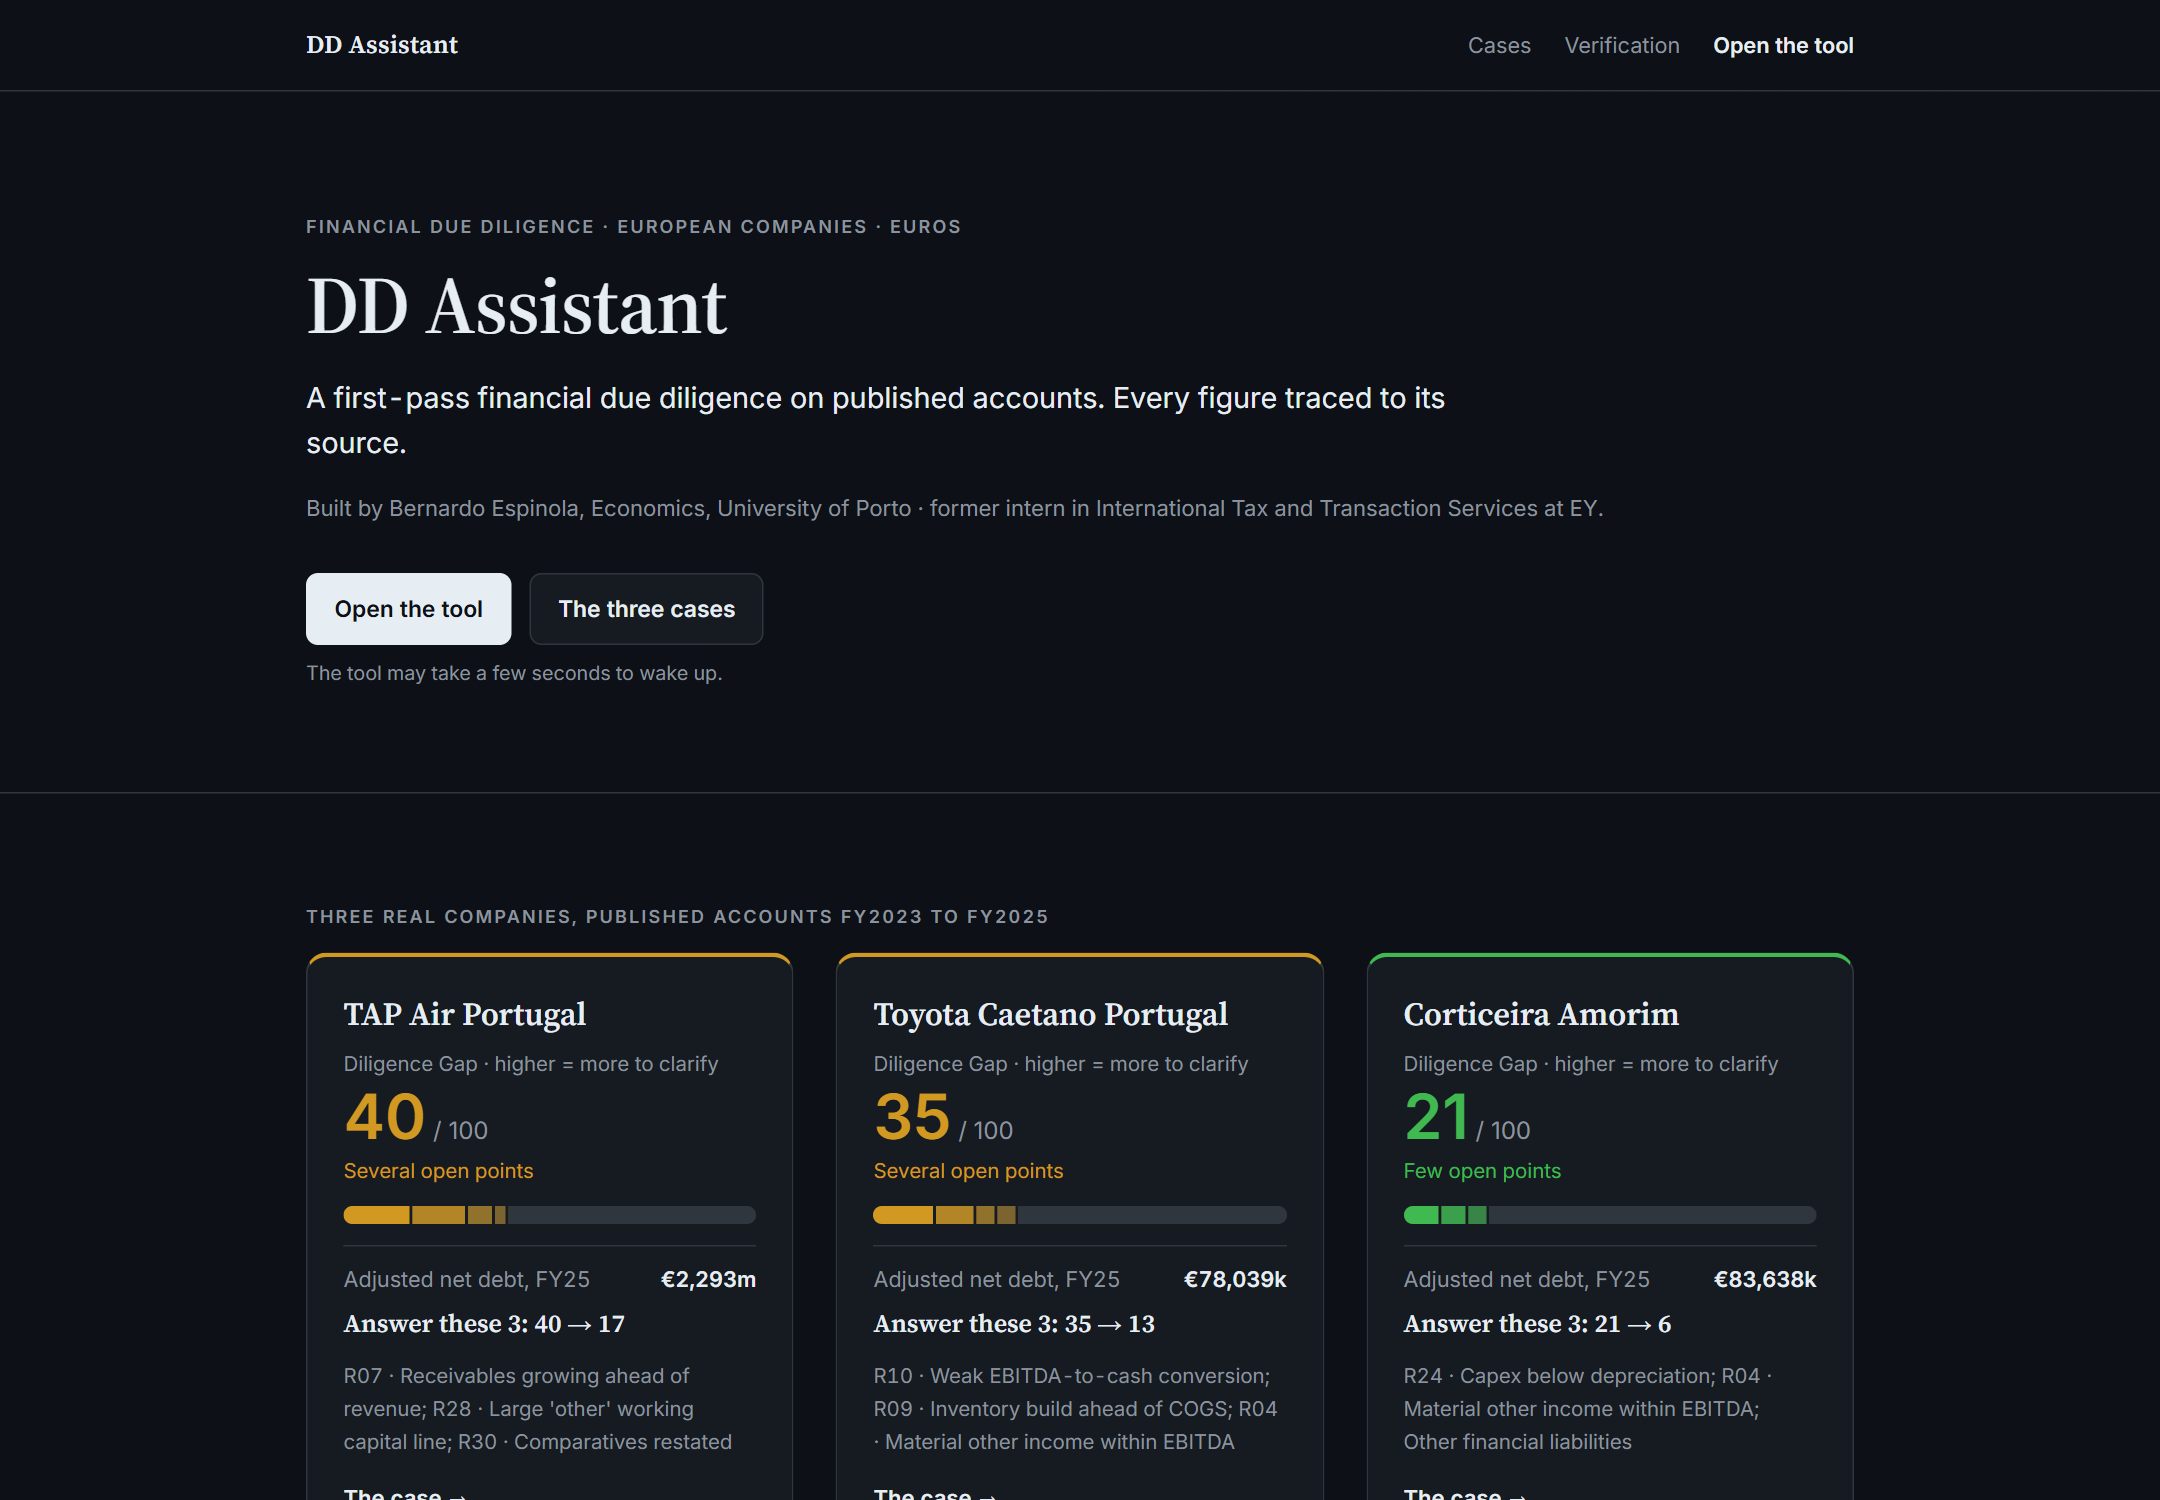 DD Assistant
Cases
Verification
Open the tool
FINANCIAL DUE DILIGENCE · EUROPEAN COMPANIES · EUROS
DD Assistant
A first-pass financial due diligence on published accounts. Every figure traced to its
source.
Built by Bernardo Espinola, Economics, University of Porto · former intern in International Tax and Transaction Services at EY.
Open the tool
The three cases
The tool may take a few seconds to wake up.
THREE REAL COMPANIES, PUBLISHED ACCOUNTS FY2023 TO FY2025
TAP Air Portugal
Diligence Gap · higher = more to clarify
40 / 100
Several open points
Adjusted net debt, FY25 €2,293m
Answer these 3: 40 → 17
R07 · Receivables growing ahead of
revenue; R28 · Large 'other' working
capital line; R30 · Comparatives restated
The case →
Toyota Caetano Portugal
Diligence Gap · higher = more to clarify
35 / 100
Several open points
Adjusted net debt, FY25 €78,039k
Answer these 3: 35 → 13
R10 · Weak EBITDA-to-cash conversion;
R09 · Inventory build ahead of COGS; R04
· Material other income within EBITDA
The case →
Corticeira Amorim
Diligence Gap · higher = more to clarify
21 / 100
Few open points
Adjusted net debt, FY25 €83,638k
Answer these 3: 21 → 6
R24 · Capex below depreciation; R04 ·
Material other income within EBITDA;
Other financial liabilities
The case →